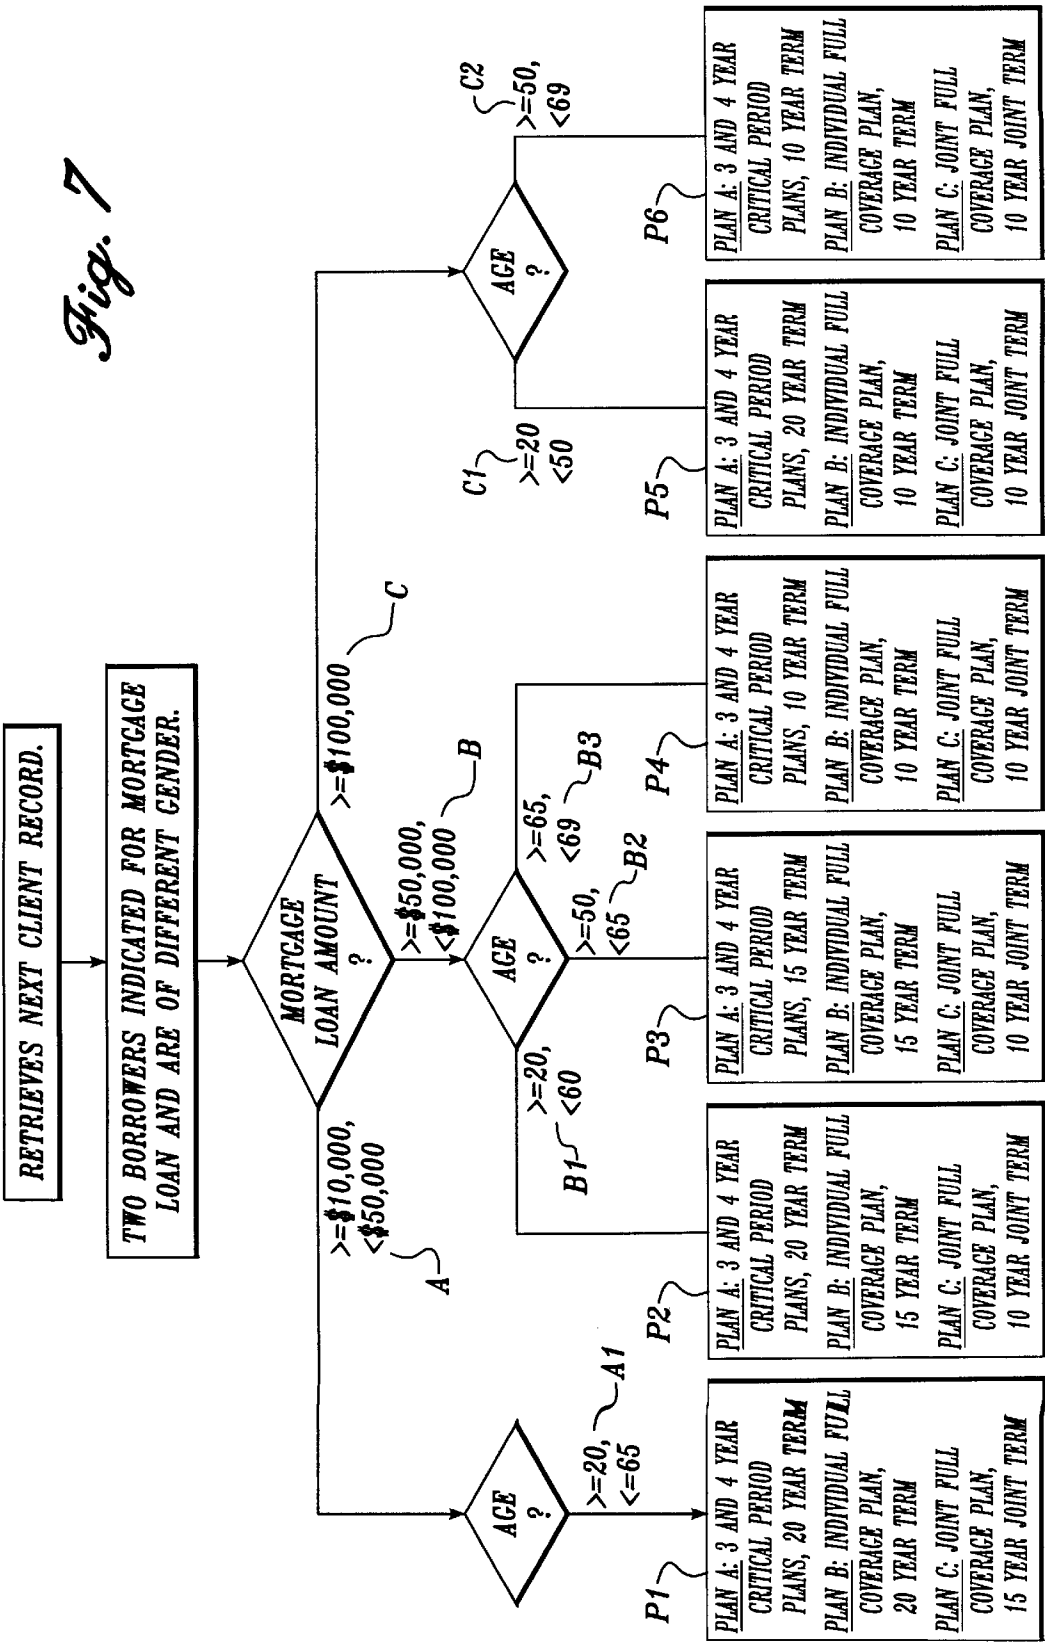 Fig. 7
RETRIEVES NEXT CLIENT RECORD.
TWO BORROWERS INDICATED FOR MORTGAGE
LOAN AND ARE OF DIFFERENT GENDER.
MORTGAGE
LOAN AMOUNT
?
>=$10,000,
<$50,000
A
>=$50,000,
<$100,000
B
>=$100,000
C
AGE
?
>=20,
<=65
A1
AGE
?
>=20,
<60
B1
>=50,
<65
B2
>=65,
<69
B3
AGE
?
C1
>=20
<50
C2
>=50,
<69
P1
PLAN A: 3 AND 4 YEAR
CRITICAL PERIOD
PLANS, 20 YEAR TERM
PLAN B: INDIVIDUAL FULL
COVERAGE PLAN,
20 YEAR TERM
PLAN C: JOINT FULL
COVERAGE PLAN,
15 YEAR JOINT TERM
P2
PLAN A: 3 AND 4 YEAR
CRITICAL PERIOD
PLANS, 20 YEAR TERM
PLAN B: INDIVIDUAL FULL
COVERAGE PLAN,
15 YEAR TERM
PLAN C: JOINT FULL
COVERAGE PLAN,
10 YEAR JOINT TERM
P3
PLAN A: 3 AND 4 YEAR
CRITICAL PERIOD
PLANS, 15 YEAR TERM
PLAN B: INDIVIDUAL FULL
COVERAGE PLAN,
15 YEAR TERM
PLAN C: JOINT FULL
COVERAGE PLAN,
10 YEAR JOINT TERM
P4
PLAN A: 3 AND 4 YEAR
CRITICAL PERIOD
PLANS, 10 YEAR TERM
PLAN B: INDIVIDUAL FULL
COVERAGE PLAN,
10 YEAR TERM
PLAN C: JOINT FULL
COVERAGE PLAN,
10 YEAR JOINT TERM
P5
PLAN A: 3 AND 4 YEAR
CRITICAL PERIOD
PLANS, 20 YEAR TERM
PLAN B: INDIVIDUAL FULL
COVERAGE PLAN,
10 YEAR TERM
PLAN C: JOINT FULL
COVERAGE PLAN,
10 YEAR JOINT TERM
P6
PLAN A: 3 AND 4 YEAR
CRITICAL PERIOD
PLANS, 10 YEAR TERM
PLAN B: INDIVIDUAL FULL
COVERAGE PLAN,
10 YEAR TERM
PLAN C: JOINT FULL
COVERAGE PLAN,
10 YEAR JOINT TERM